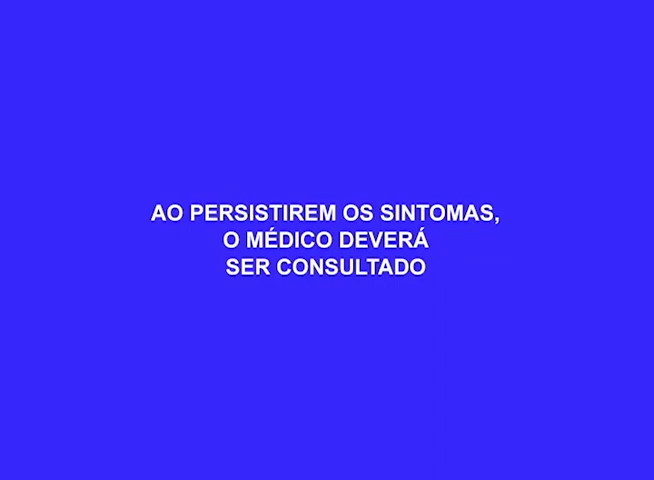 AO PERSISTIREM OS SINTOMAS,
O MÉDICO DEVERÁ
SER CONSULTADO